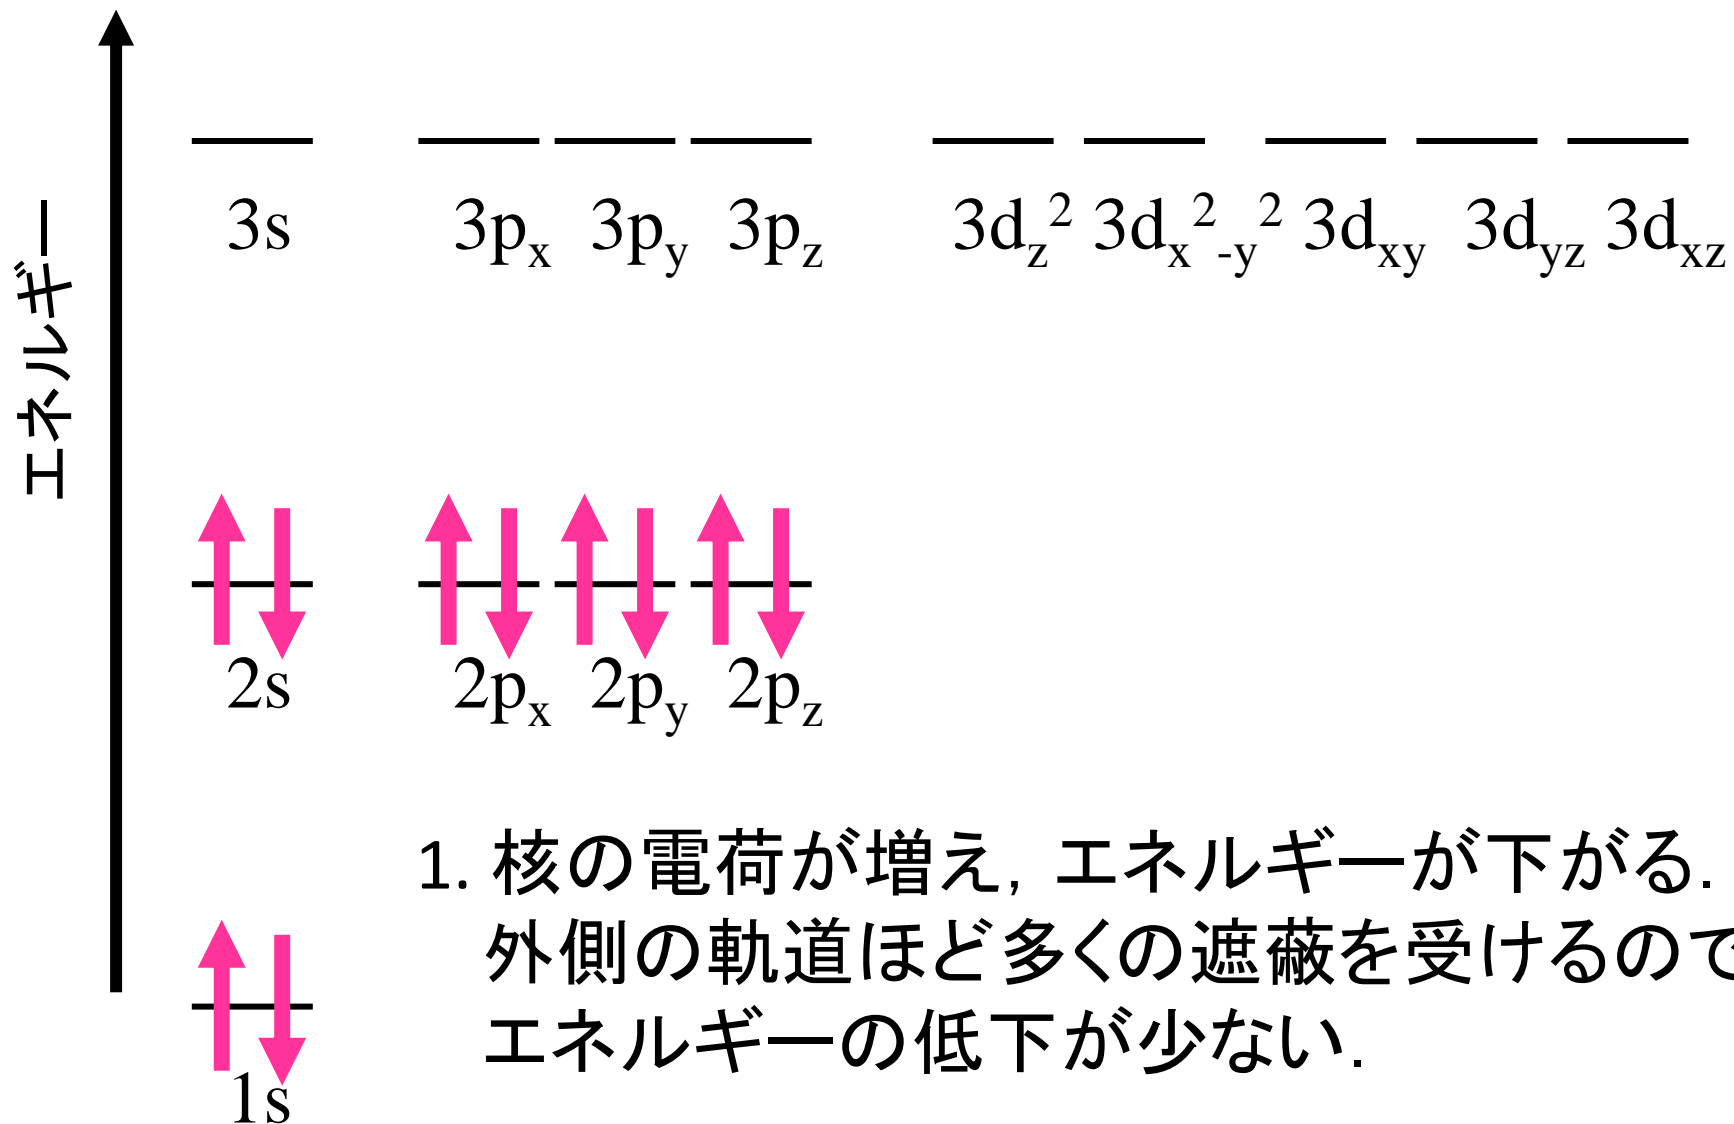 エネルギー
3s 3px 3py 3pz 3dz2 3dx2-y2 3dxy 3dyz 3dxz
2s 2px 2py 2pz
1. 核の電荷が増え, エネルギーが下がる.
外側の軌道ほど多くの遮蔽を受けるので
エネルギーの低下が少ない.
1s